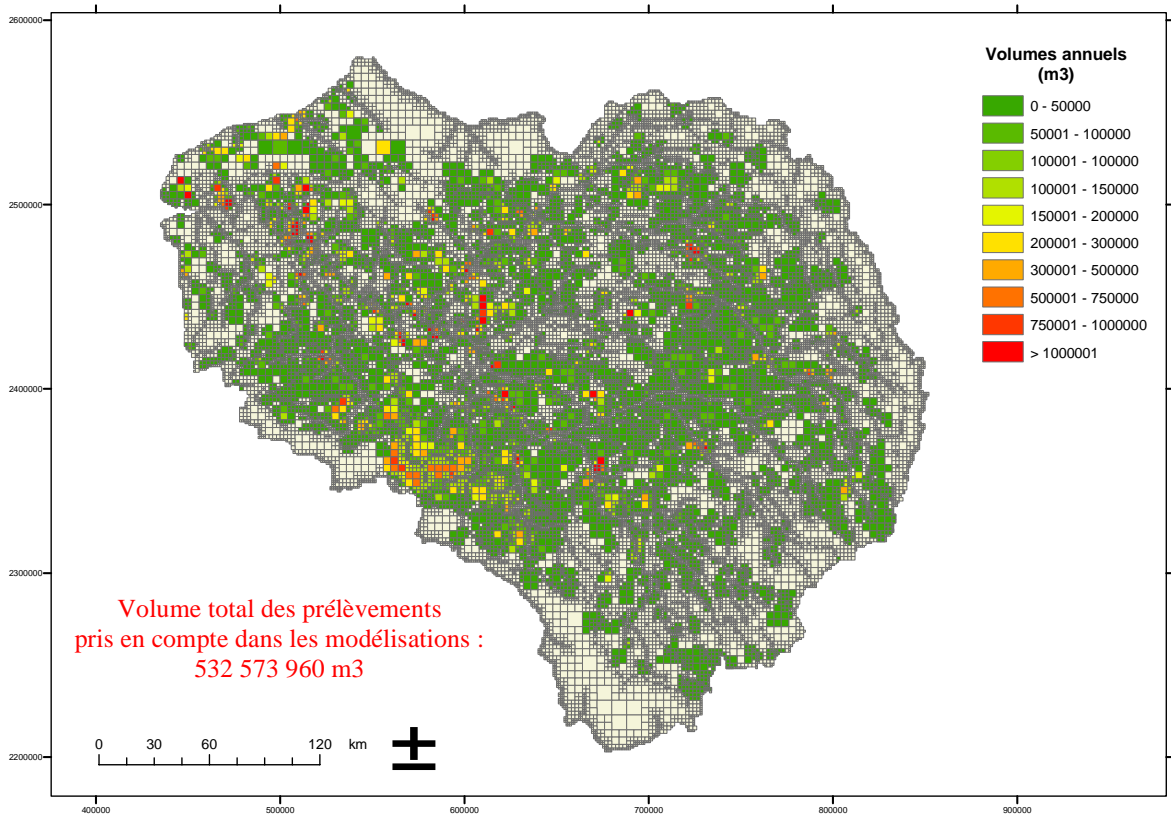 2600000
2500000
2400000
2300000
2200000
Volumes annuels
(m3)
0 - 50000
50001 - 100000
100001 - 100000
100001 - 150000
150001 - 200000
200001 - 300000
300001 - 500000
500001 - 750000
750001 - 1000000
> 1000001
Volume total des prélèvements
pris en compte dans les modélisations :
532 573 960 m3
0 30 60 120 km
400000 500000 600000 700000 800000 900000